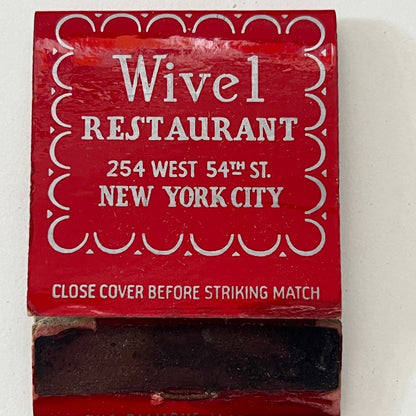 Wivel
RESTAURANT
254 WEST 54TH ST.
NEW YORK CITY
CLOSE COVER BEFORE STRIKING MATCH